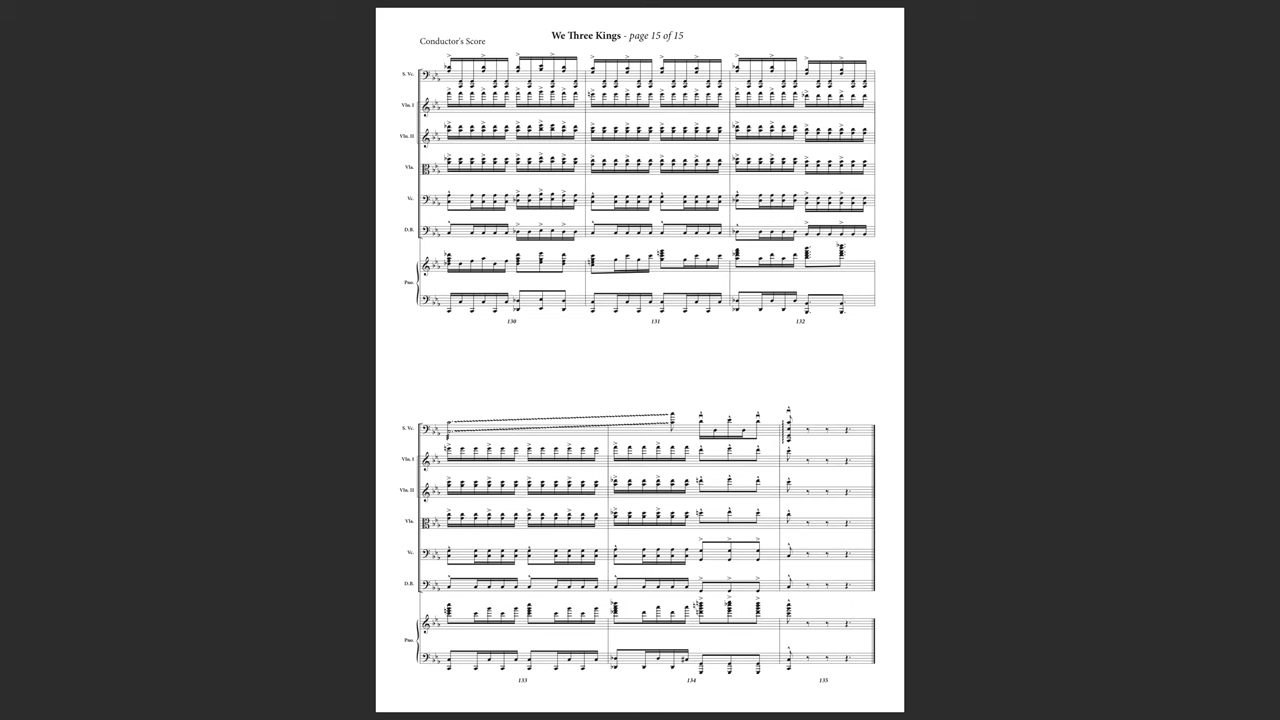 We Three Kings - page 15 of 15
Conductor's Score
S. Vc.
Vln. I
Vln. II
Vla.
Vc.
D.B.
Pno.
130 131 132
S. Vc.
Vln. I
Vln. II
Vla.
Vc.
D.B.
Pno.
133 134 135